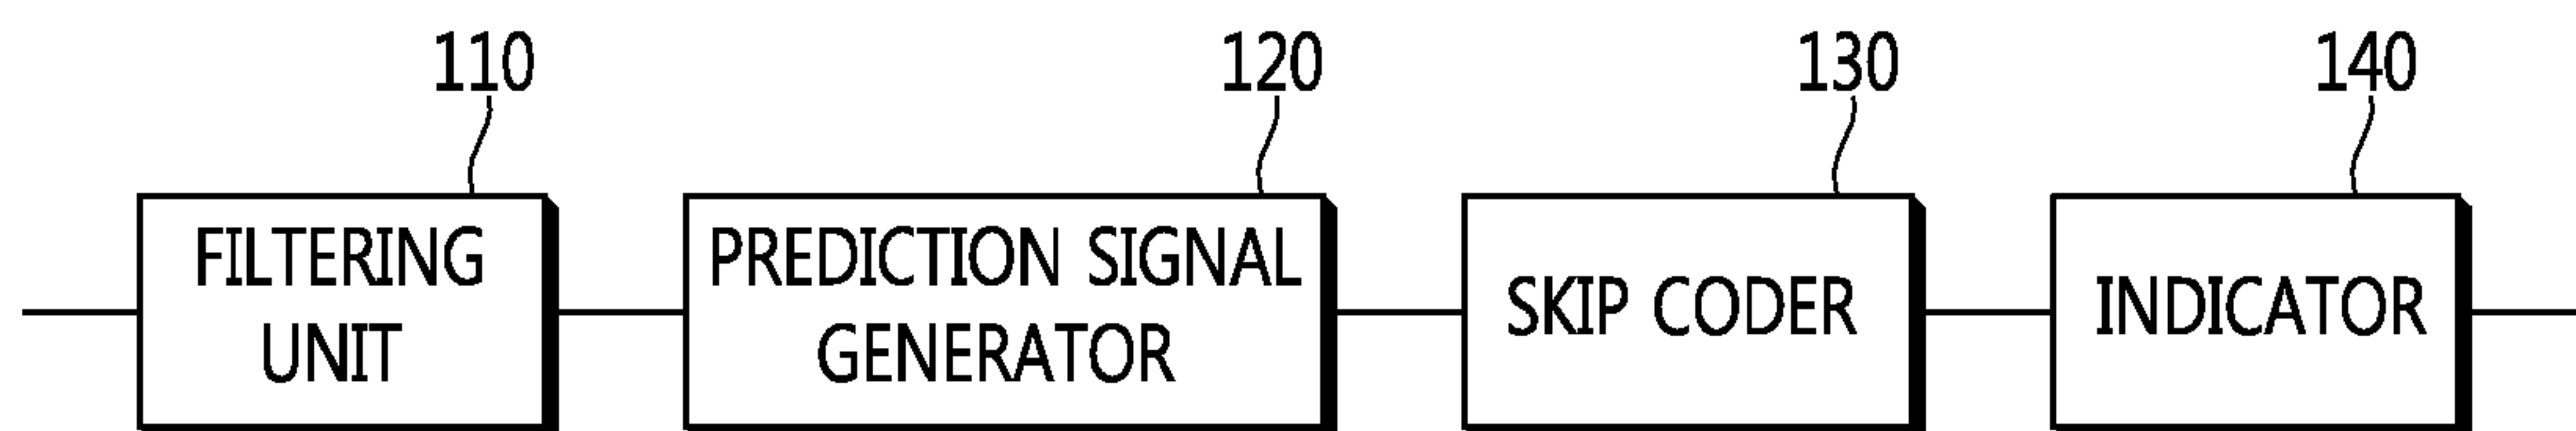 110
120
130
140
FILTERING
UNIT
PREDICTION SIGNAL
GENERATOR
SKIP CODER
INDICATOR